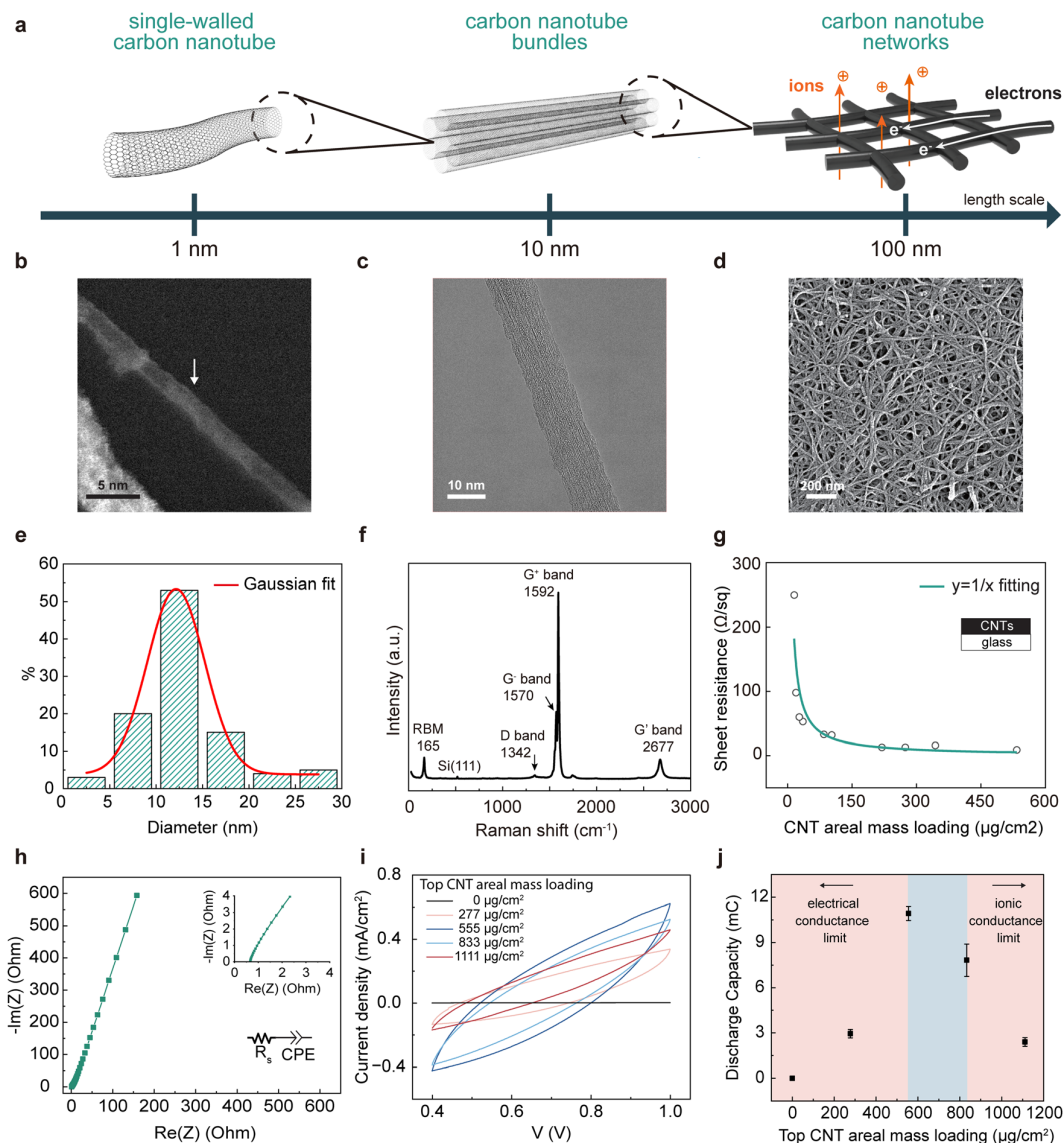 a
single-walled
carbon nanotube
carbon nanotube
bundles
carbon nanotube
networks
ions
electrons
⊕
⊕
⊕
e⁻
e⁻
length scale
1 nm
10 nm
100 nm
b
5 nm
c
10 nm
d
200 nm
e
60
50
40
30
20
10
0
%
Gaussian fit
0 5 10 15 20 25 30
Diameter (nm)
f
Intensity (a.u.)
G⁺ band
1592
G⁻ band
1570
RBM
165
Si(111)
D band
1342
G' band
2677
0 500 1000 1500 2000 2500 3000
Raman shift (cm⁻¹)
g
Sheet resisitance (Ω/sq)
300
200
100
0
y=1/x fitting
CNTs
glass
0 150 300 450 600
CNT areal mass loading (µg/cm2)
h
-Im(Z) (Ohm)
600
500
400
300
200
100
0
-Im(Z) (Ohm)
4
3
2
1
0
0 1 2 3 4
Re(Z) (Ohm)
Rₛ CPE
0 100 200 300 400 500 600
Re(Z) (Ohm)
i
Current density (mA/cm²)
0.8
0.4
0.0
−0.4
Top CNT areal mass loading
0 µg/cm²
277 µg/cm²
555 µg/cm²
833 µg/cm²
1111 µg/cm²
0.4 0.6 0.8 1.0
V (V)
j
Discharge Capacity (mC)
12
9
6
3
0
electrical
conductance
limit
ionic
conductance
limit
0 200 400 600 800 1000 1200
Top CNT areal mass loading (µg/cm²)